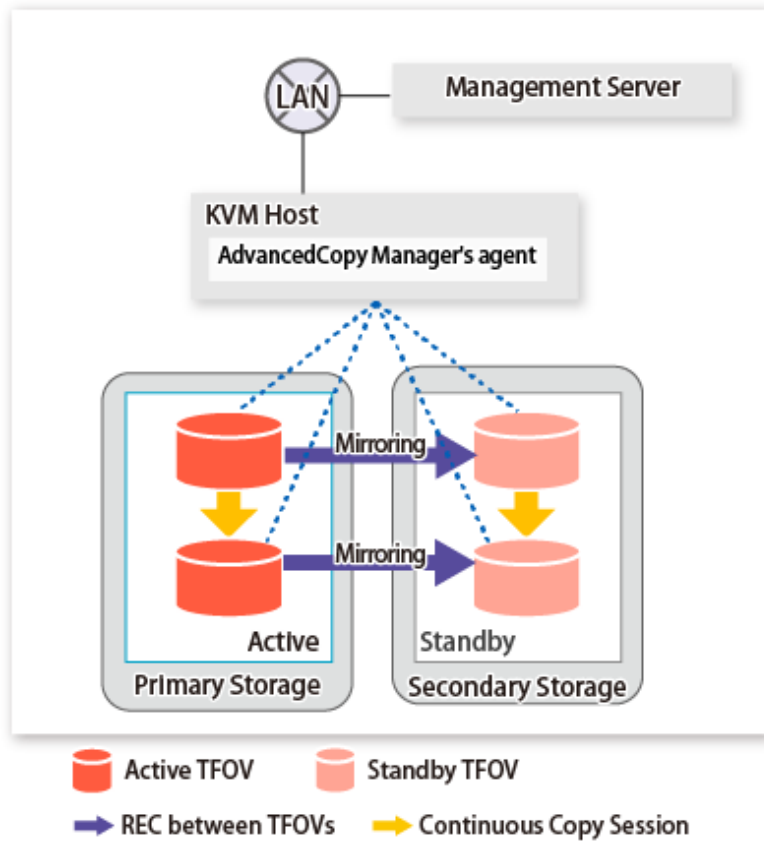 LAN
Management Server
KVM Host
AdvancedCopy Manager's agent
Mirroring
Mirroring
Active
Standby
Primary Storage
Secondary Storage
Active TFOV
Standby TFOV
REC between TFOVs
Continuous Copy Session